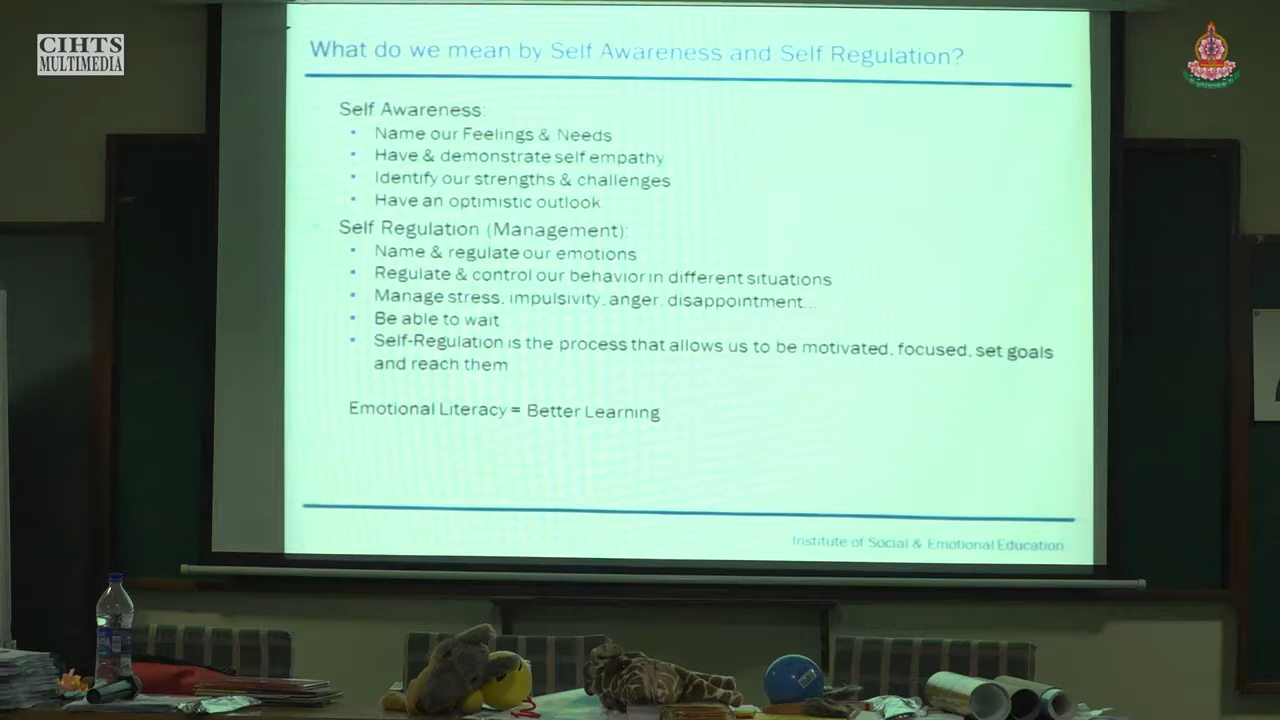 CIHTS
MULTIMEDIA
What do we mean by Self Awareness and Self Regulation?
Self Awareness:
• Name our Feelings & Needs
• Have & demonstrate self empathy
• Identify our strengths & challenges
• Have an optimistic outlook
Self Regulation (Management):
• Name & regulate our emotions
• Regulate & control our behavior in different situations
• Manage stress, impulsivity, anger, disappointment...
• Be able to wait
• Self-Regulation is the process that allows us to be motivated, focused, set goals
and reach them
Emotional Literacy = Better Learning
Institute of Social & Emotional Education